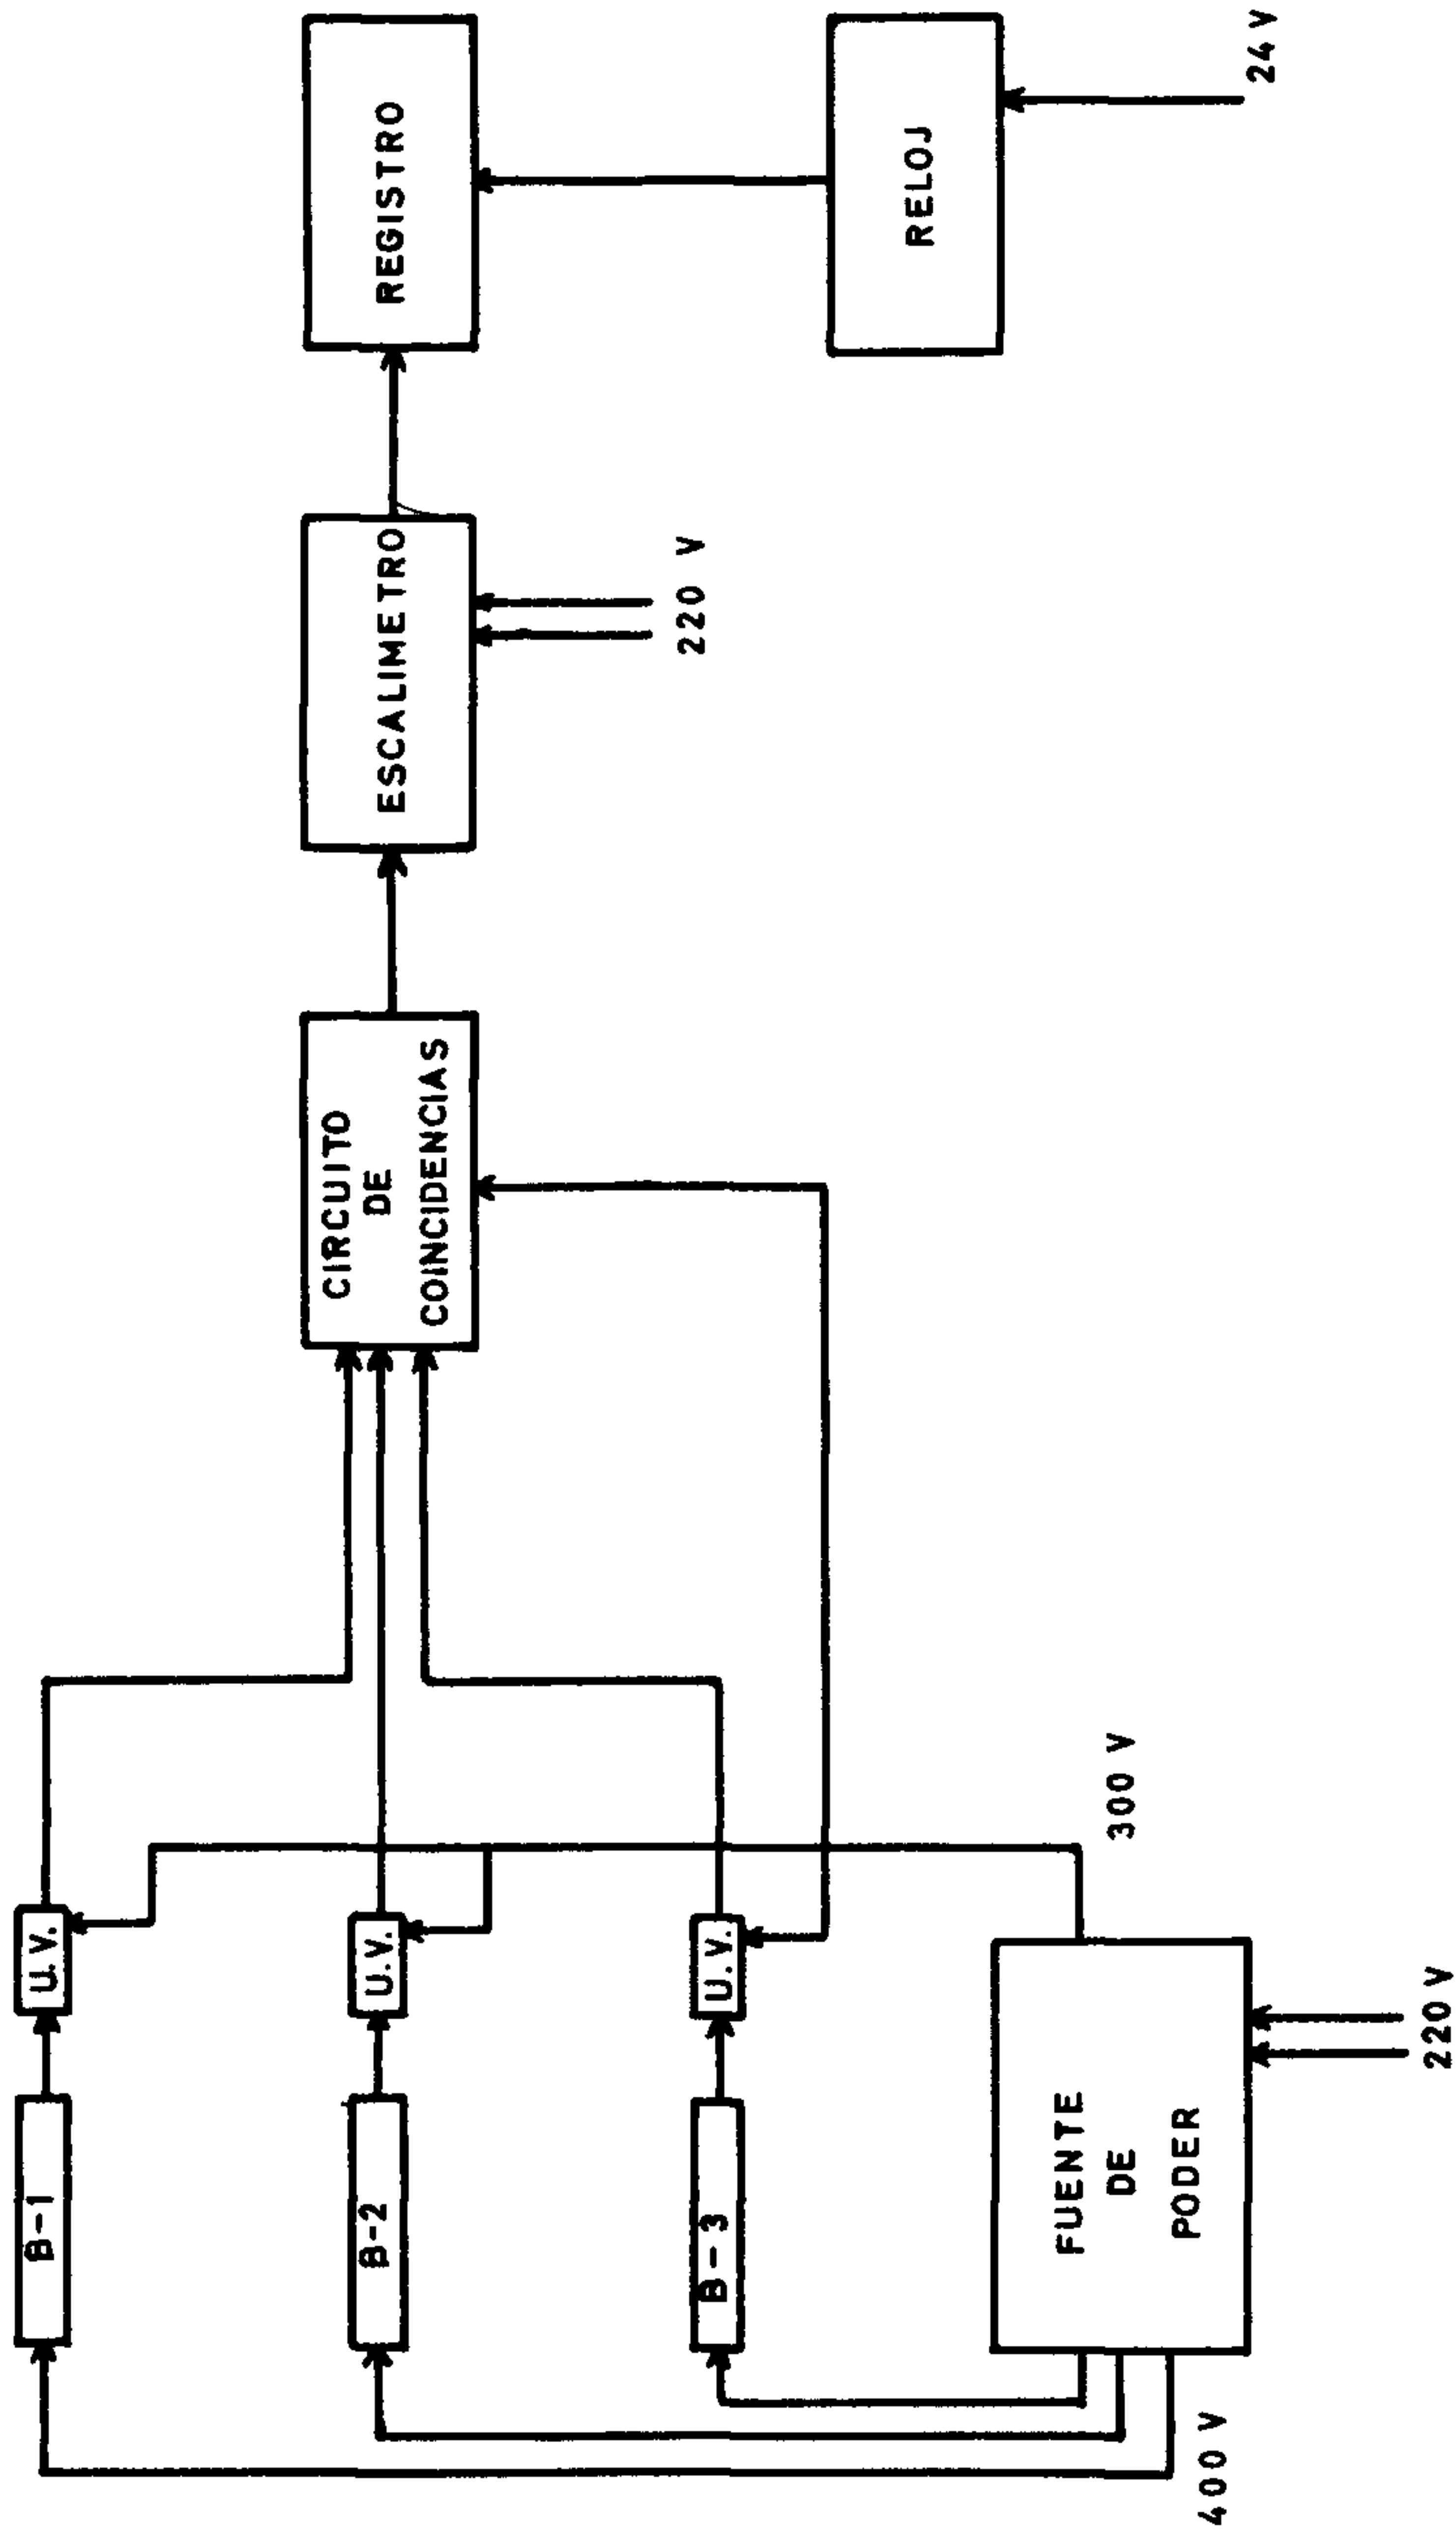 B-1
U.V.
B-2
U.V.
B-3
U.V.
FUENTE
DE
PODER
400 V
300 V
220 V
CIRCUITO
DE
COINCIDENCIAS
ESCALIMETRO
220 V
REGISTRO
RELOJ
24 V